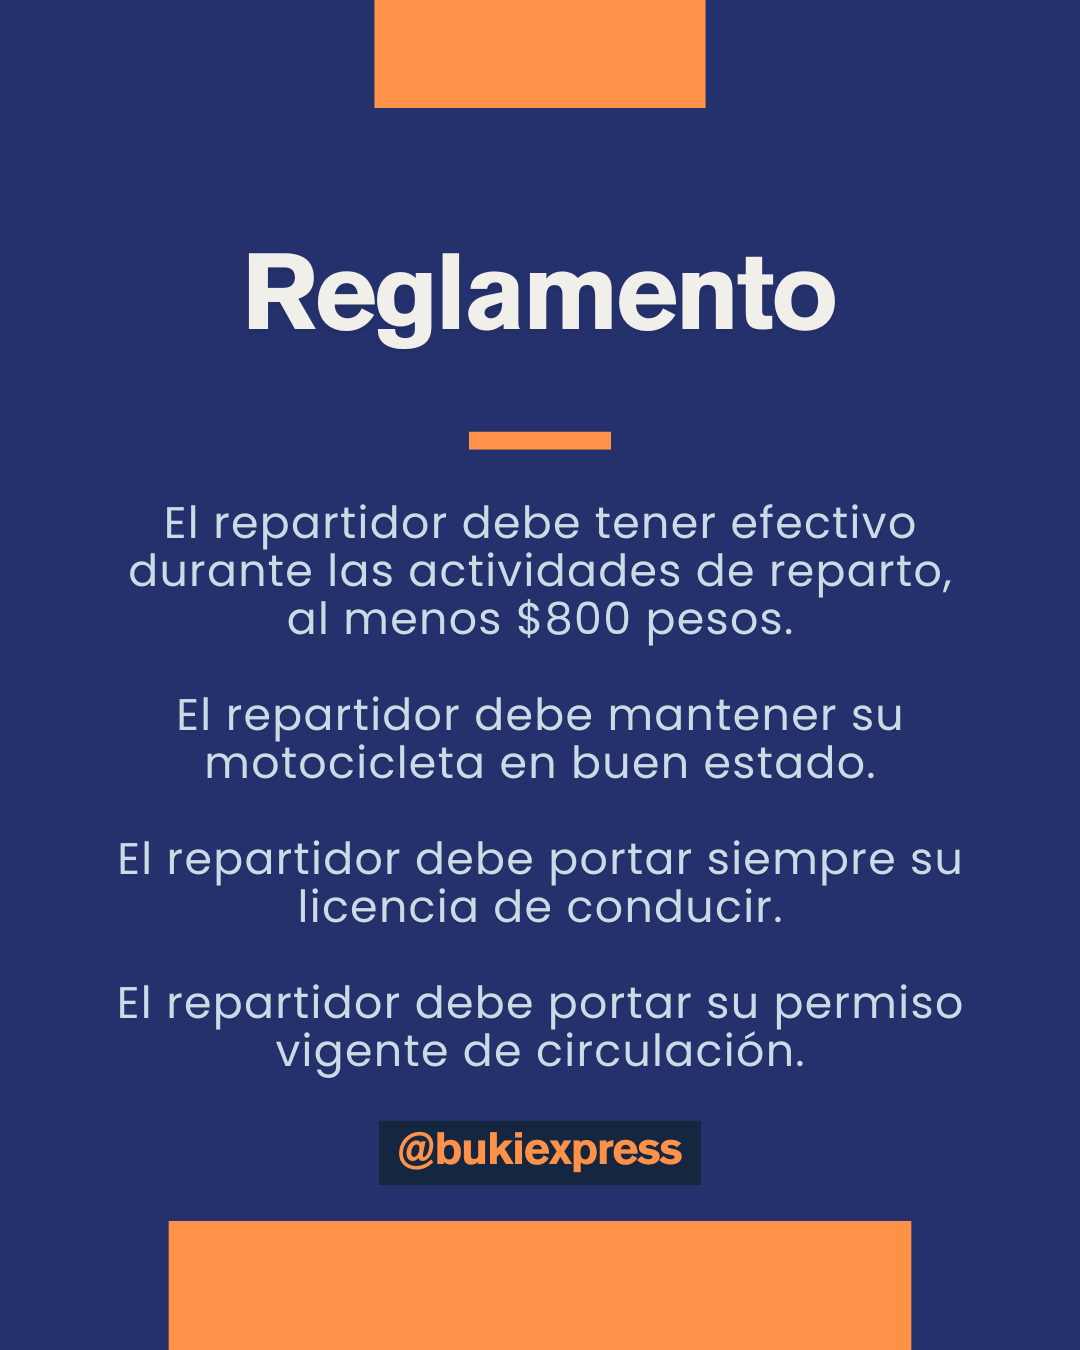 Reglamento
El repartidor debe tener efectivo
durante las actividades de reparto,
al menos $800 pesos.
El repartidor debe mantener su
motocicleta en buen estado.
El repartidor debe portar siempre su
licencia de conducir.
El repartidor debe portar su permiso
vigente de circulación.
@bukiexpress